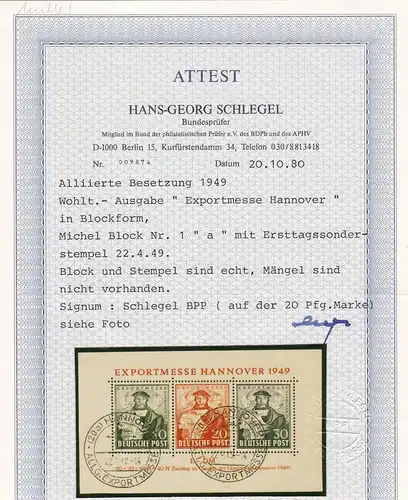 ATTEST
HANS-GEORG SCHLEGEL
Bundesprüfer
Mitglied im Bund der philatelistischen Prüfer e.V. des BDPh und des APHV
D-1000 Berlin 15, Kurfürstendamm 34, Telefon 030/8813418
Nr. 009874 Datum 20.10.80
Alliierte Besetzung 1949
Wohlt.- Ausgabe " Exportmesse Hannover "
in Blockform,
Michel Block Nr. 1 " a " mit Ersttagssonder-
stempel 22.4.49.
Block und Stempel sind echt, Mängel sind
nicht vorhanden.
Signum : Schlegel BPP ( auf der 20 Pfg.Marke)
siehe Foto
EXPORTMESSE HANNOVER 1949
30 20 30
DEUTSCHE POST DEUTSCHE POST DEUTSCHE POST